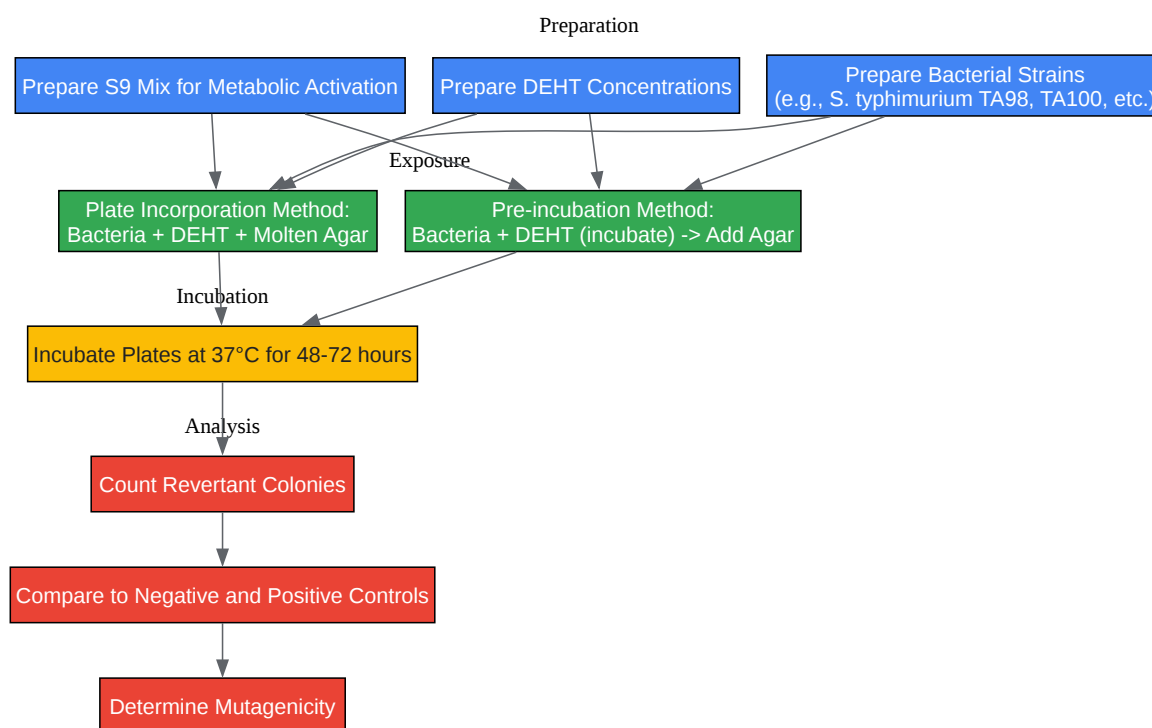 Preparation
Prepare S9 Mix for Metabolic Activation
Prepare DEHT Concentrations
Prepare Bacterial Strains
(e.g., S. typhimurium TA98, TA100, etc.)
Exposure
Plate Incorporation Method:
Bacteria + DEHT + Molten Agar
Pre-incubation Method:
Bacteria + DEHT (incubate) -> Add Agar
Incubation
Incubate Plates at 37°C for 48-72 hours
Analysis
Count Revertant Colonies
Compare to Negative and Positive Controls
Determine Mutagenicity